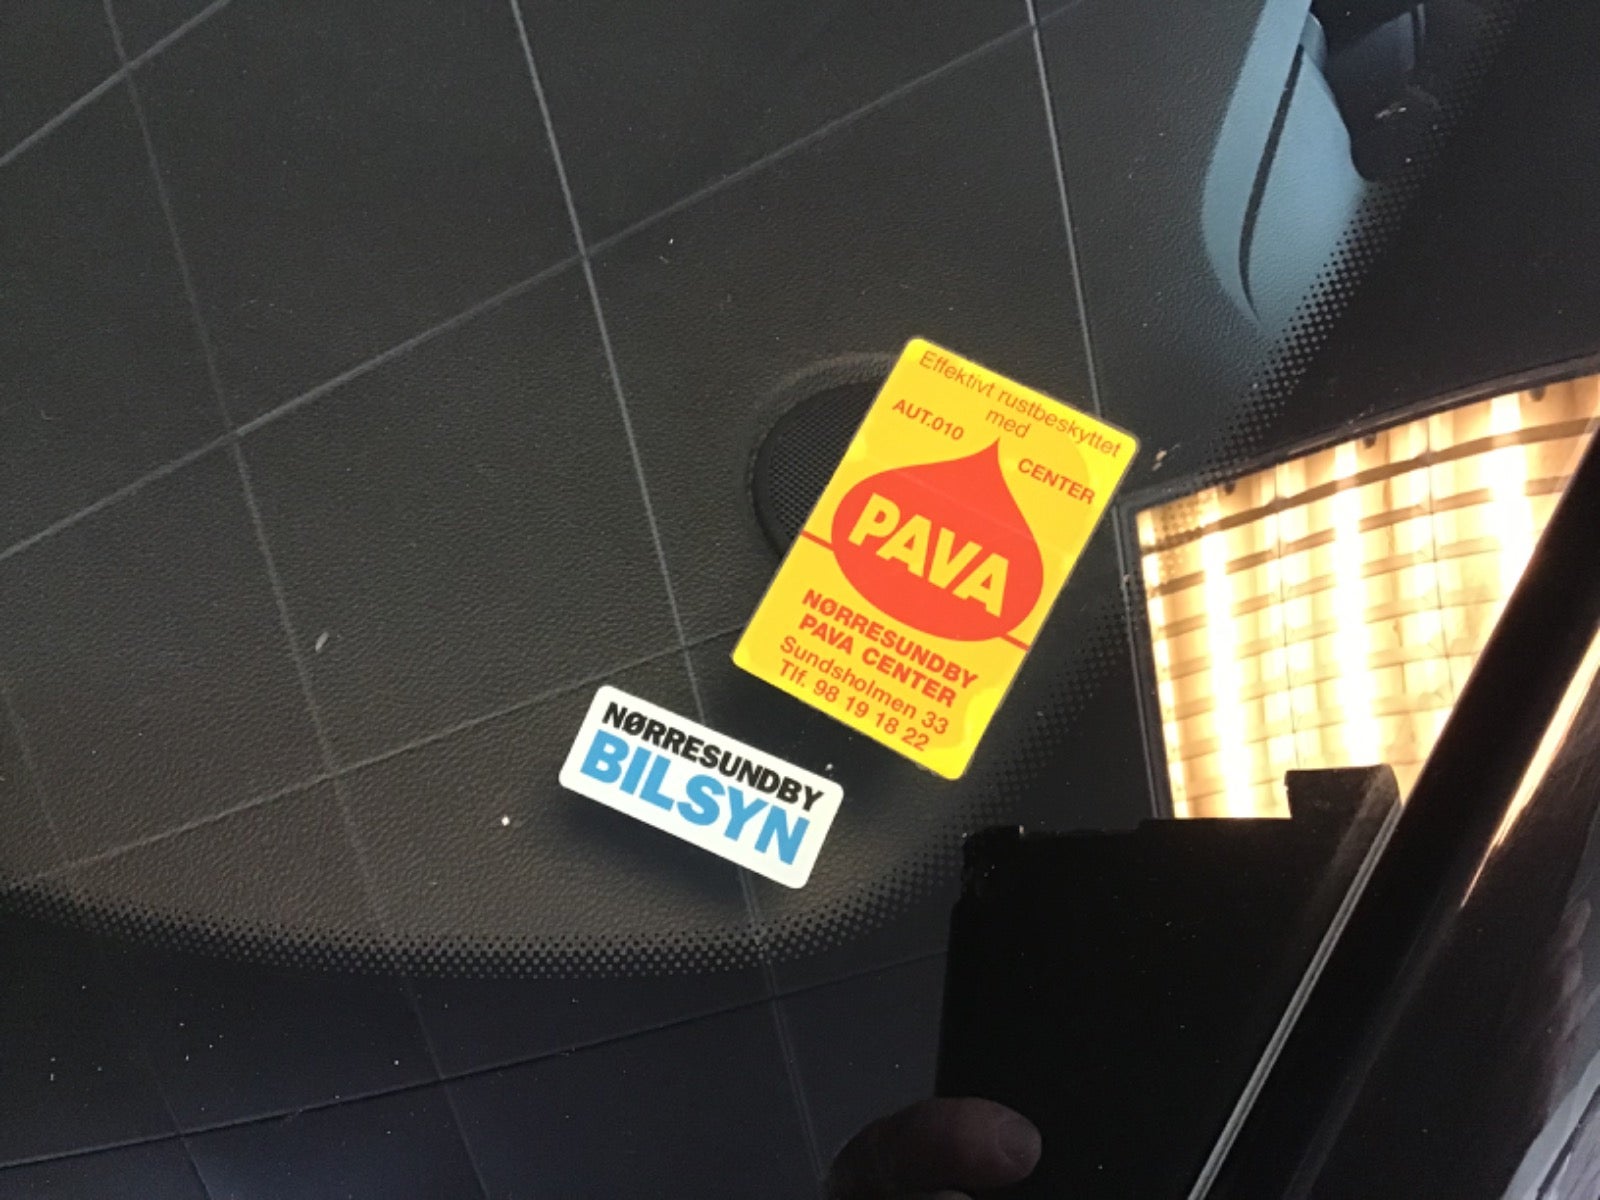 Effektivt rustbeskyttet
med
AUT.010
CENTER
PAVA
NØRRESUNDBY
PAVA CENTER
Sundsholmen 33
Tlf. 98 19 18 22
NØRRESUNDBY
BILSYN